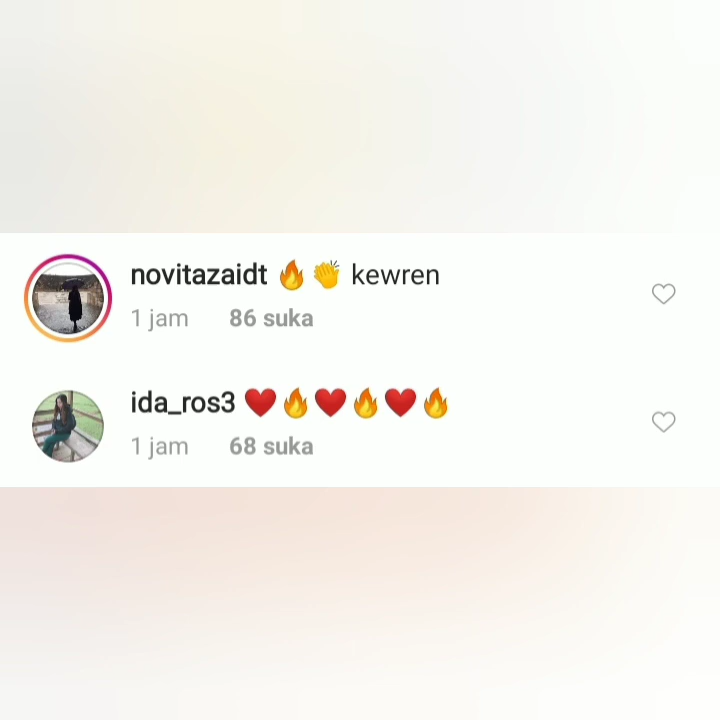 novitazaidt 🔥👏 kewren
1 jam 86 suka
ida_ros3 ❤️🔥❤️🔥❤️🔥
1 jam 68 suka